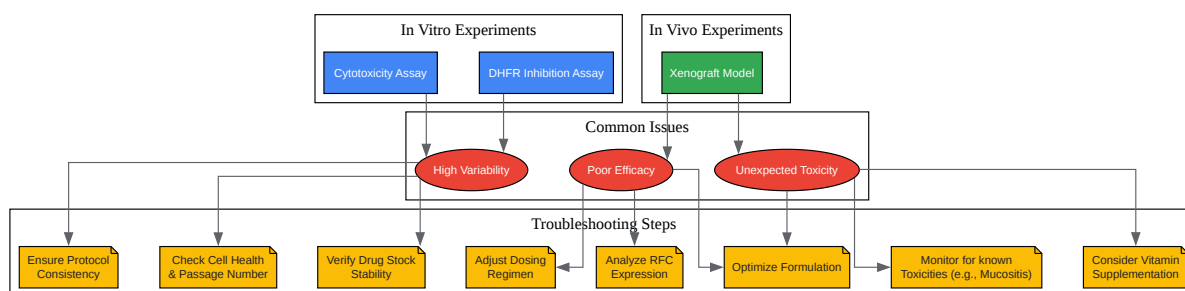 In Vitro Experiments
In Vivo Experiments
Cytotoxicity Assay
DHFR Inhibition Assay
Xenograft Model
Common Issues
High Variability
Poor Efficacy
Unexpected Toxicity
Troubleshooting Steps
Ensure Protocol
Consistency
Check Cell Health
& Passage Number
Verify Drug Stock
Stability
Adjust Dosing
Regimen
Analyze RFC
Expression
Optimize Formulation
Monitor for known
Toxicities (e.g., Mucositis)
Consider Vitamin
Supplementation